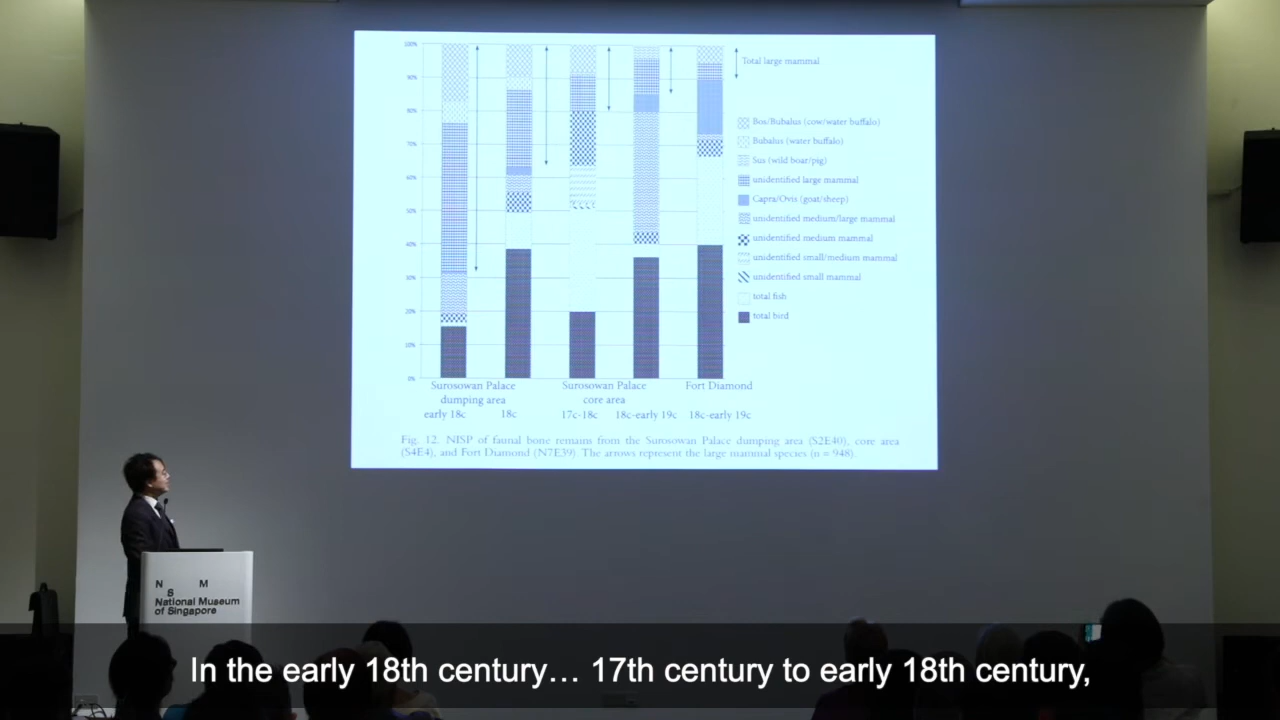 100%
90%
80%
70%
60%
50%
40%
30%
20%
10%
0%
Total large mammal
Bos/Bubalus (cow/water buffalo)
Bubalus (water buffalo)
Sus (wild boar/pig)
unidentified large mammal
Capra/Ovis (goat/sheep)
unidentified medium/large mammal
unidentified medium mammal
unidentified small/medium mammal
unidentified small mammal
total fish
total bird
Surosowan Palace
dumping area
early 18c 18c
Surosowan Palace
core area
17c-18c 18c-early 19c
Fort Diamond
18c-early 19c
Fig. 12. NISP of faunal bone remains from the Surosowan Palace dumping area (S2E40), core area
(S4E4), and Fort Diamond (N7E39). The arrows represent the large mammal species (n = 948).
N M
S
National Museum
of Singapore
In the early 18th century… 17th century to early 18th century,